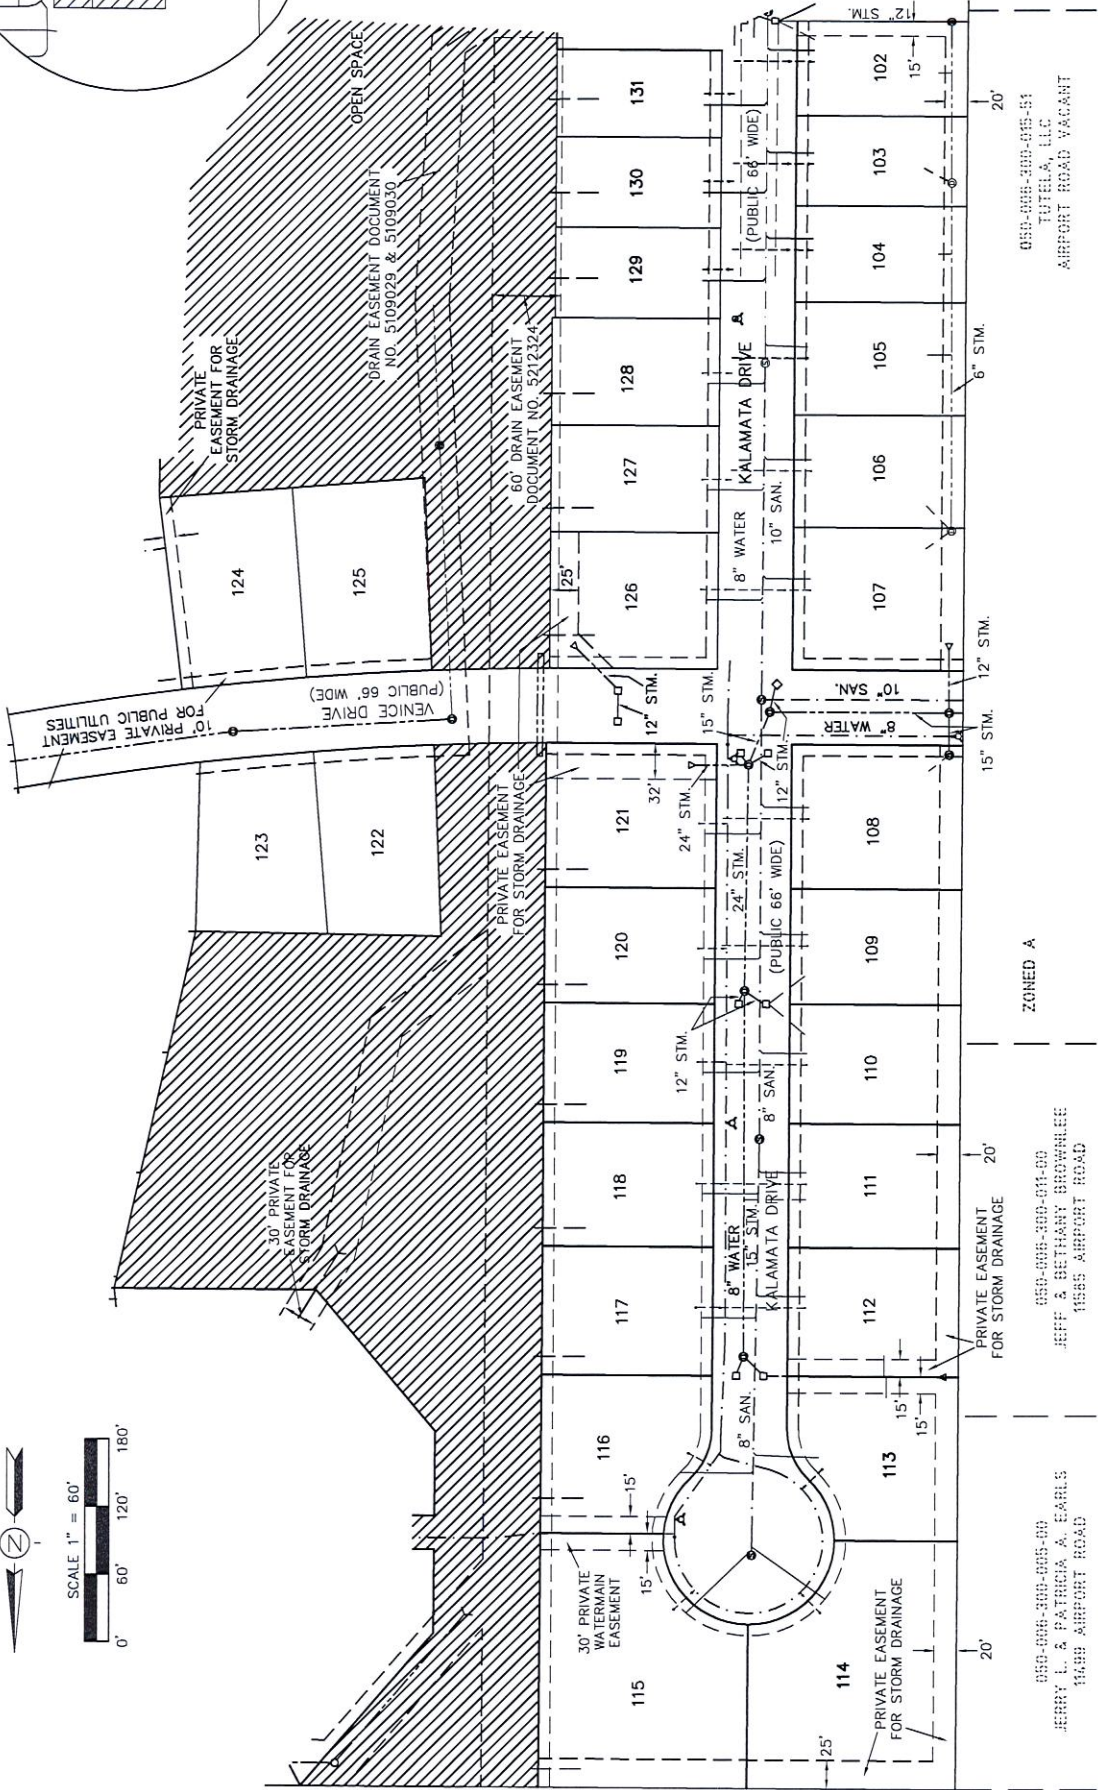 SCALE 1" = 60'
0'
60'
120'
180'
N
OPEN SPACE
PRIVATE
EASEMENT FOR
STORM DRAINAGE
DRAIN EASEMENT DOCUMENT
NO. 5109029 & 5109030
60' DRAIN EASEMENT
DOCUMENT NO. 5212324
10' PRIVATE EASEMENT
FOR PUBLIC UTILITIES
VENICE DRIVE
(PUBLIC 66' WIDE)
30' PRIVATE
EASEMENT FOR
STORM DRAINAGE
PRIVATE EASEMENT
FOR STORM DRAINAGE
123
122
124
125
115
116
117
118
119
120
121
126
127
128
129
130
131
25'
32'
12" STM.
24" STM.
15" STM.
30' PRIVATE
WATERMAIN
EASEMENT
15'
15'
8" SAN.
8" WATER
15" STM.
KALAMATA DRIVE
8" SAN.
12" STM.
24" STM.
(PUBLIC 66' WIDE)
12" STM.
8" WATER
10" SAN.
KALAMATA DRIVE
(PUBLIC 66' WIDE)
12" STM.
114
113
112
111
110
109
108
107
106
105
104
103
102
8" WATER
10" SAN.
15" STM.
12" STM.
6" STM.
15'
20'
15'
15'
20'
20'
25'
PRIVATE EASEMENT
FOR STORM DRAINAGE
PRIVATE EASEMENT
FOR STORM DRAINAGE
050-006-300-005-00
JERRY L. & PATRICIA A. EARLS
11499 AIRPORT ROAD
050-006-300-011-00
JEFF & BETHANY BROWNLEE
11585 AIRPORT ROAD
ZONED A
050-006-300-015-51
TUTELA, LLC
AIRPORT ROAD VACANT